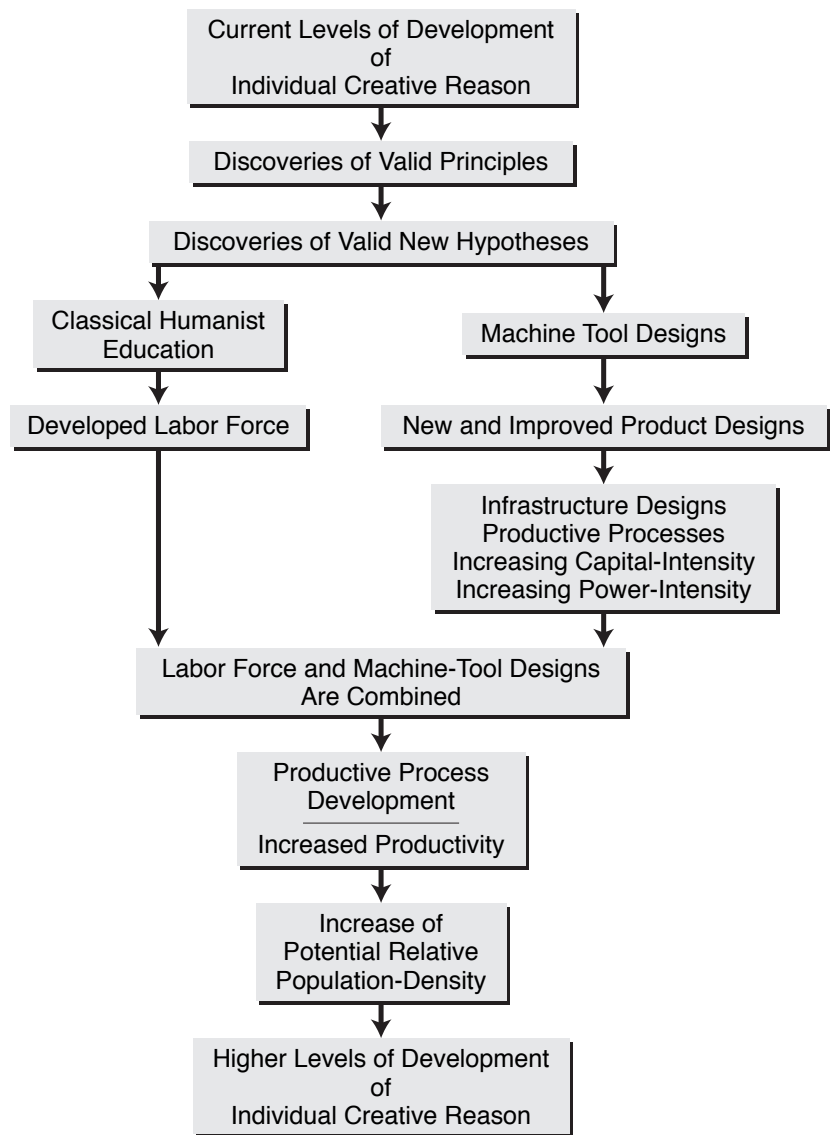 Current Levels of Development
of
Individual Creative Reason
Discoveries of Valid Principles
Discoveries of Valid New Hypotheses
Classical Humanist
Education
Developed Labor Force
Machine Tool Designs
New and Improved Product Designs
Infrastructure Designs
Productive Processes
Increasing Capital-Intensity
Increasing Power-Intensity
Labor Force and Machine-Tool Designs
Are Combined
Productive Process
Development
Increased Productivity
Increase of
Potential Relative
Population-Density
Higher Levels of Development
of
Individual Creative Reason